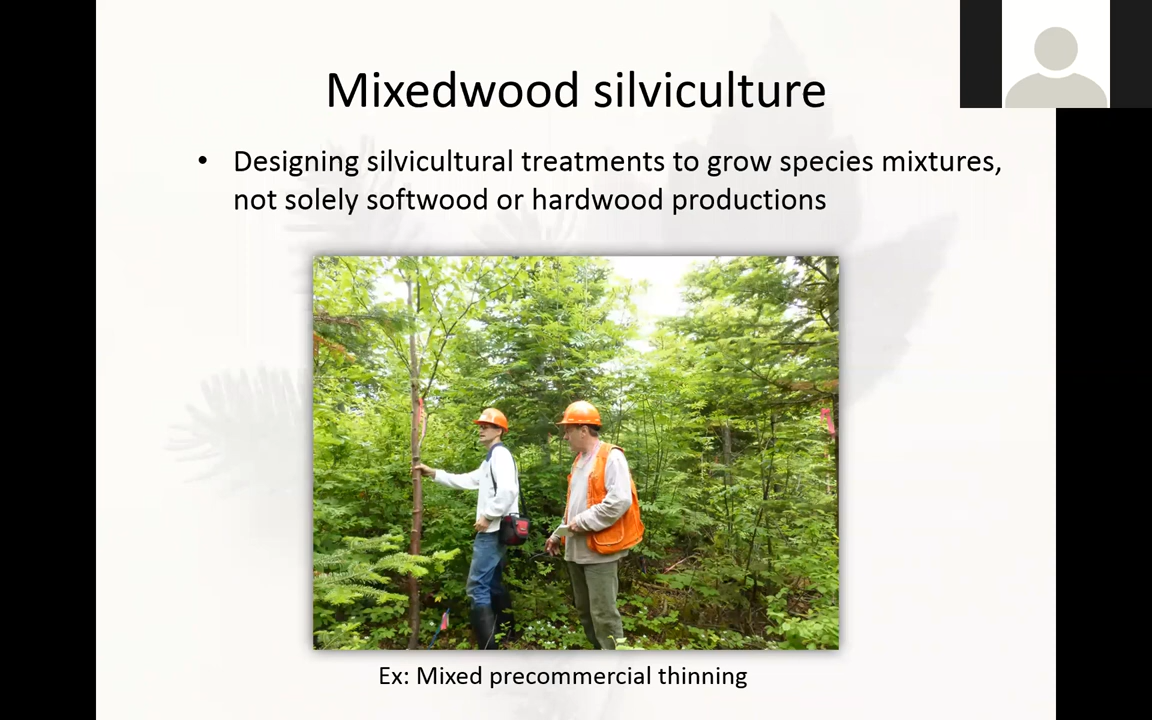 Mixedwood silviculture
• Designing silvicultural treatments to grow species mixtures,
not solely softwood or hardwood productions
Ex: Mixed precommercial thinning